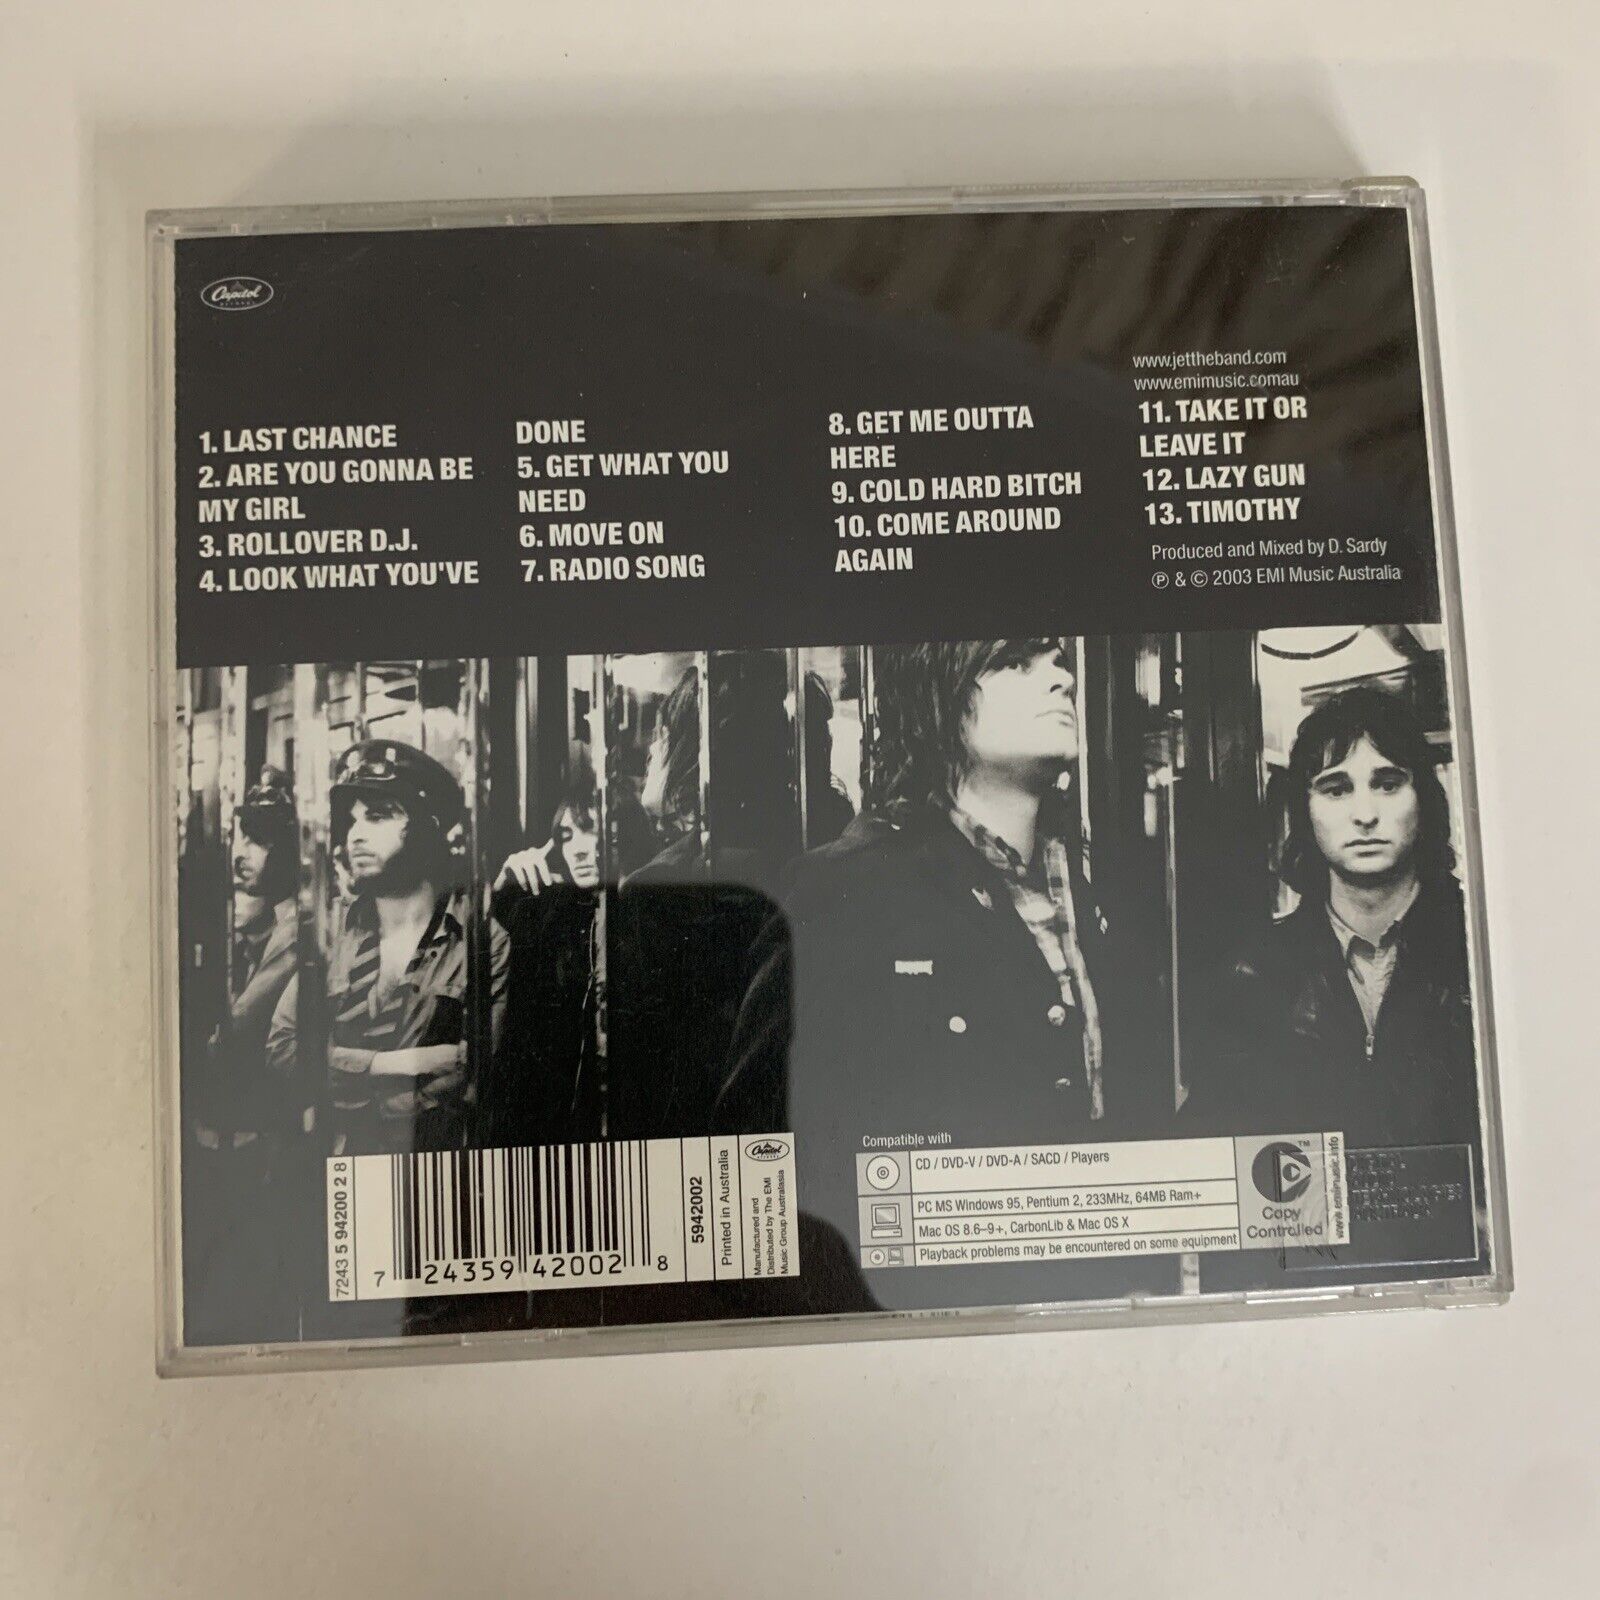 Capitol
RECORDS
1. LAST CHANCE
2. ARE YOU GONNA BE
MY GIRL
3. ROLLOVER D.J.
4. LOOK WHAT YOU'VE
DONE
5. GET WHAT YOU
NEED
6. MOVE ON
7. RADIO SONG
8. GET ME OUTTA
HERE
9. COLD HARD BITCH
10. COME AROUND
AGAIN
www.jettheband.com
www.emimusic.comau
11. TAKE IT OR
LEAVE IT
12. LAZY GUN
13. TIMOTHY
Produced and Mixed by D. Sardy
℗ & © 2003 EMI Music Australia
7243 5 94200 2 8
7 24359 42002 8
5942002
Printed in Australia
Capitol
Manufactured and
Distributed by The EMI
Music Group Australasia
Compatible with
CD / DVD-V / DVD-A / SACD / Players
PC MS Windows 95, Pentium 2, 233MHz, 64MB Ram+
Mac OS 8.6–9+, CarbonLib & Mac OS X
Playback problems may be encountered on some equipment
C TM
Copy
Controlled
www.emimusic.info